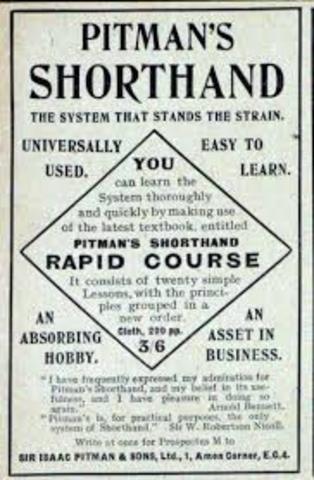 PITMAN'S
SHORTHAND
THE SYSTEM THAT STANDS THE STRAIN.
UNIVERSALLY
USED.
EASY TO
LEARN.
YOU
can learn the
System thoroughly
and quickly by making use
of the latest textbook, entitled
PITMAN'S SHORTHAND
RAPID COURSE
It consists of twenty simple
Lessons, with the princi-
ples grouped in a
new order.
Cloth, 200 pp.
3/6
AN
ABSORBING
HOBBY.
AN
ASSET IN
BUSINESS.
"I have frequently expressed my admiration for
Pitman's Shorthand, and my belief in its use-
fulness, and I have pleasure in doing so
again." Arnold Bennett.
"Pitman's is, for practical purposes, the only
system of Shorthand." Sir W. Robertson Nicoll.
Write at once for Prospectus M to
SIR ISAAC PITMAN & SONS, Ltd., 1, Amen Corner, E.C.4.